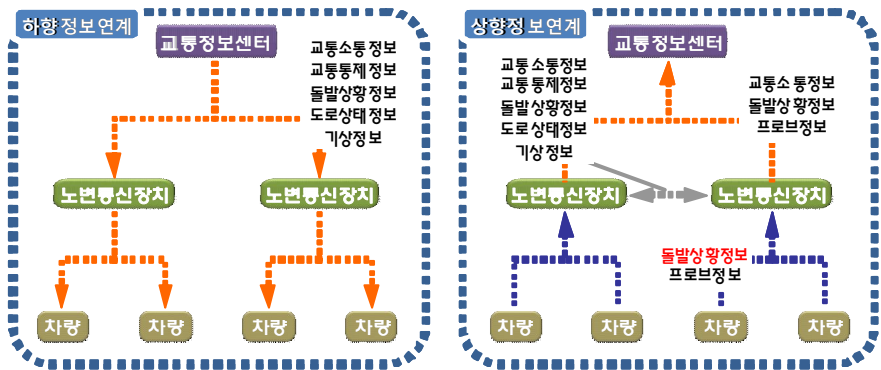 하향정보연계
교통정보센터
교통소통정보
교통통제정보
돌발상황정보
도로상태정보
기상정보
노변통신장치
노변통신장치
차량
차량
차량
차량
상향정보연계
교통정보센터
교통소통정보
교통통제정보
돌발상황정보
도로상태정보
기상정보
교통소통정보
돌발상황정보
프로브정보
노변통신장치
노변통신장치
돌발상황정보
프로브정보
차량
차량
차량
차량